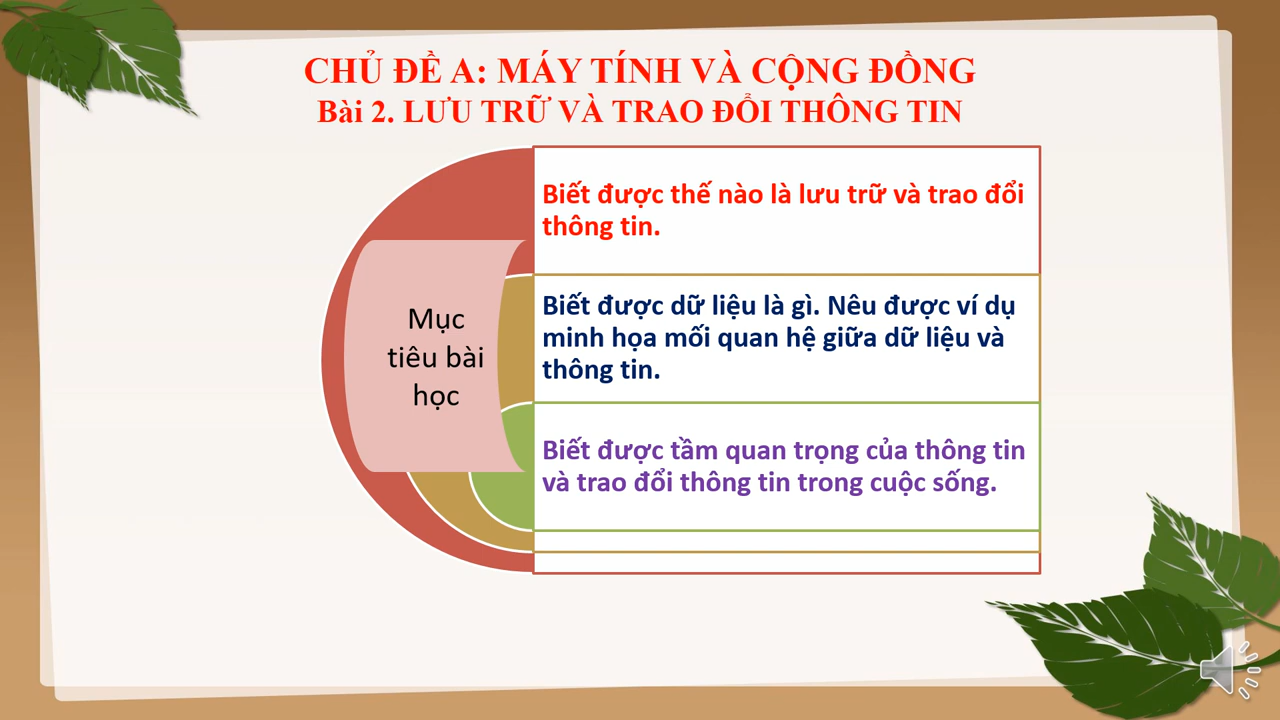 CHỦ ĐỀ A: MÁY TÍNH VÀ CỘNG ĐỒNG
Bài 2. LƯU TRỮ VÀ TRAO ĐỔI THÔNG TIN
Mục
tiêu bài
học
Biết được thế nào là lưu trữ và trao đổi
thông tin.
Biết được dữ liệu là gì. Nêu được ví dụ
minh họa mối quan hệ giữa dữ liệu và
thông tin.
Biết được tầm quan trọng của thông tin
và trao đổi thông tin trong cuộc sống.